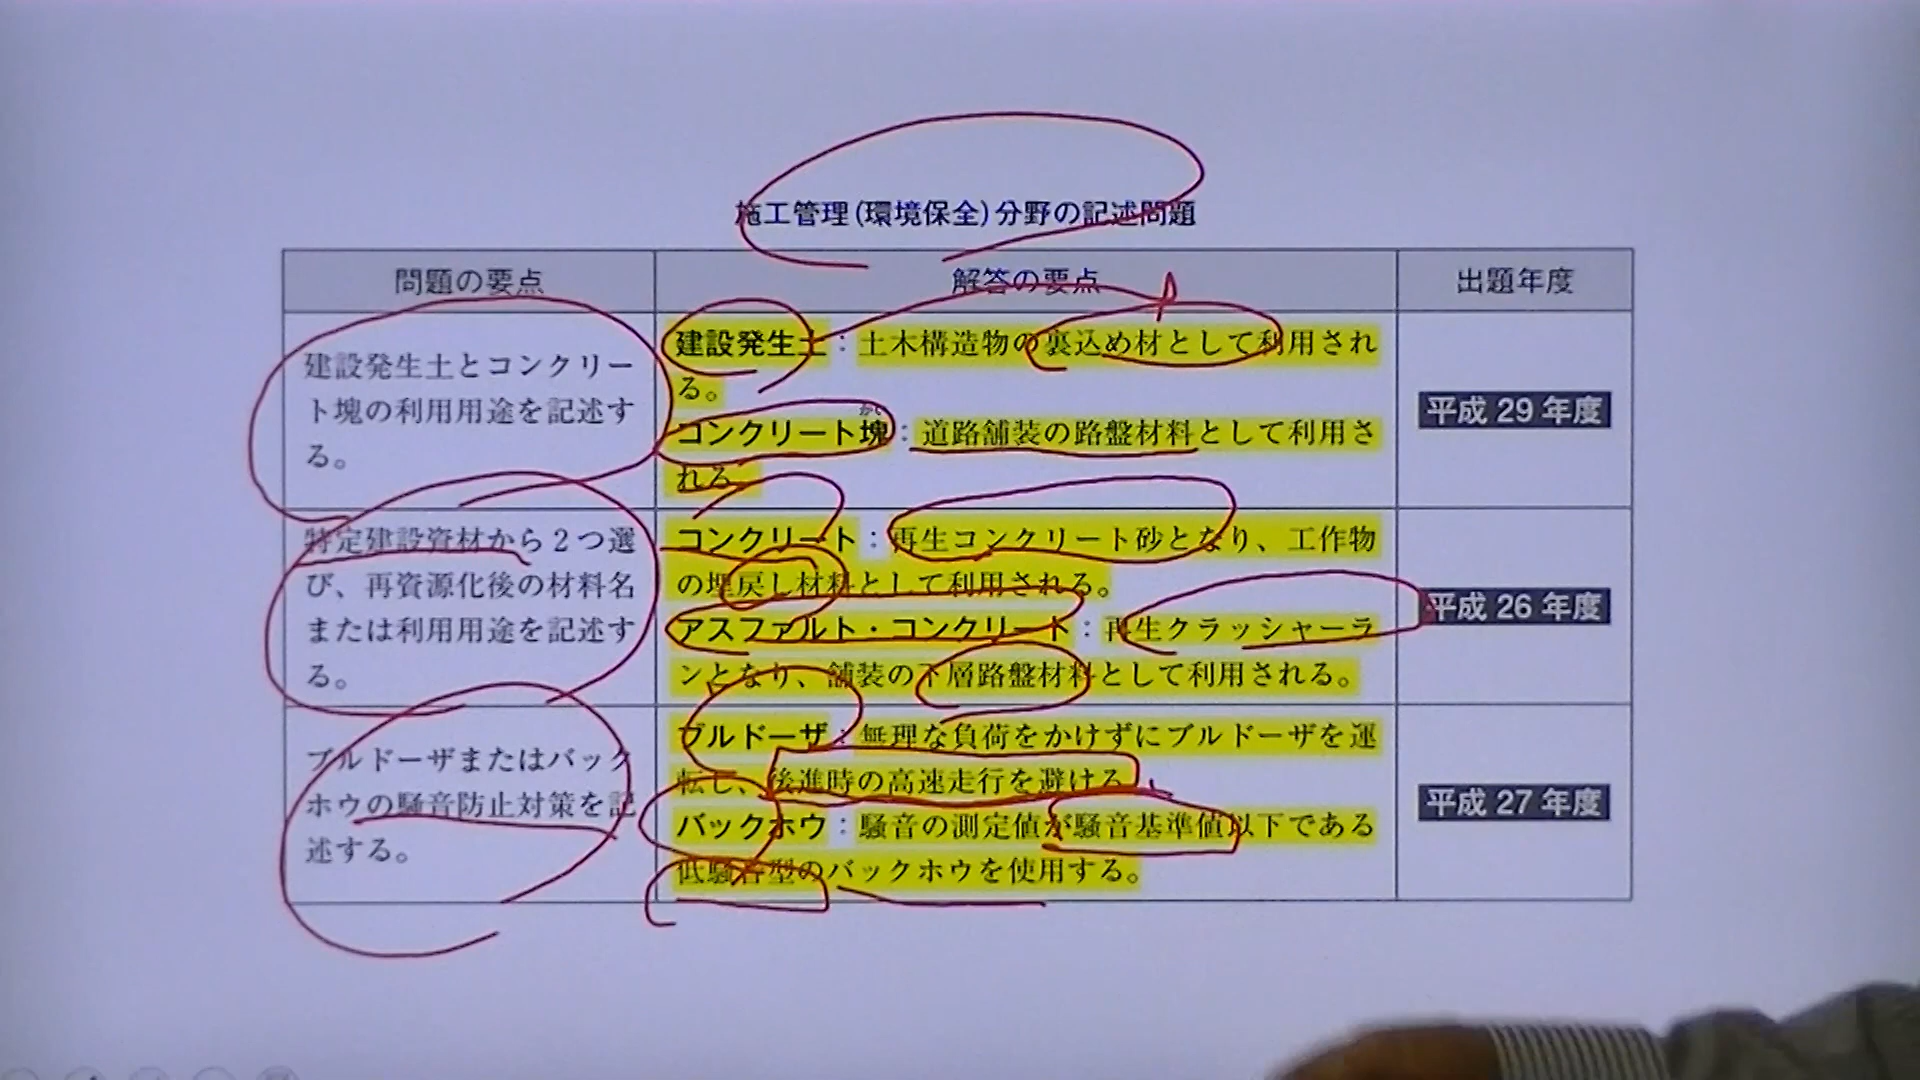 施工管理(環境保全)分野の記述問題
問題の要点
解答の要点
出題年度
建設発生土とコンクリー
ト塊の利用用途を記述す
る。
建設発生土：土木構造物の裏込め材として利用され
る。
かい
コンクリート塊：道路舗装の路盤材料として利用さ
れる
平成 29 年度
特定建設資材から２つ選
び、再資源化後の材料名
または利用用途を記述す
る。
コンクリート：再生コンクリート砂となり、工作物
の埋戻し材料として利用される。
アスファルト・コンクリート：再生クラッシャーラ
ンとなり、舗装の下層路盤材料として利用される。
平成 26 年度
ブルドーザまたはバック
ホウの騒音防止対策を記
述する。
ブルドーザ：無理な負荷をかけずにブルドーザを運
転し、後進時の高速走行を避ける
バックホウ：騒音の測定値が騒音基準値以下である
低騒音型のバックホウを使用する。
平成 27 年度